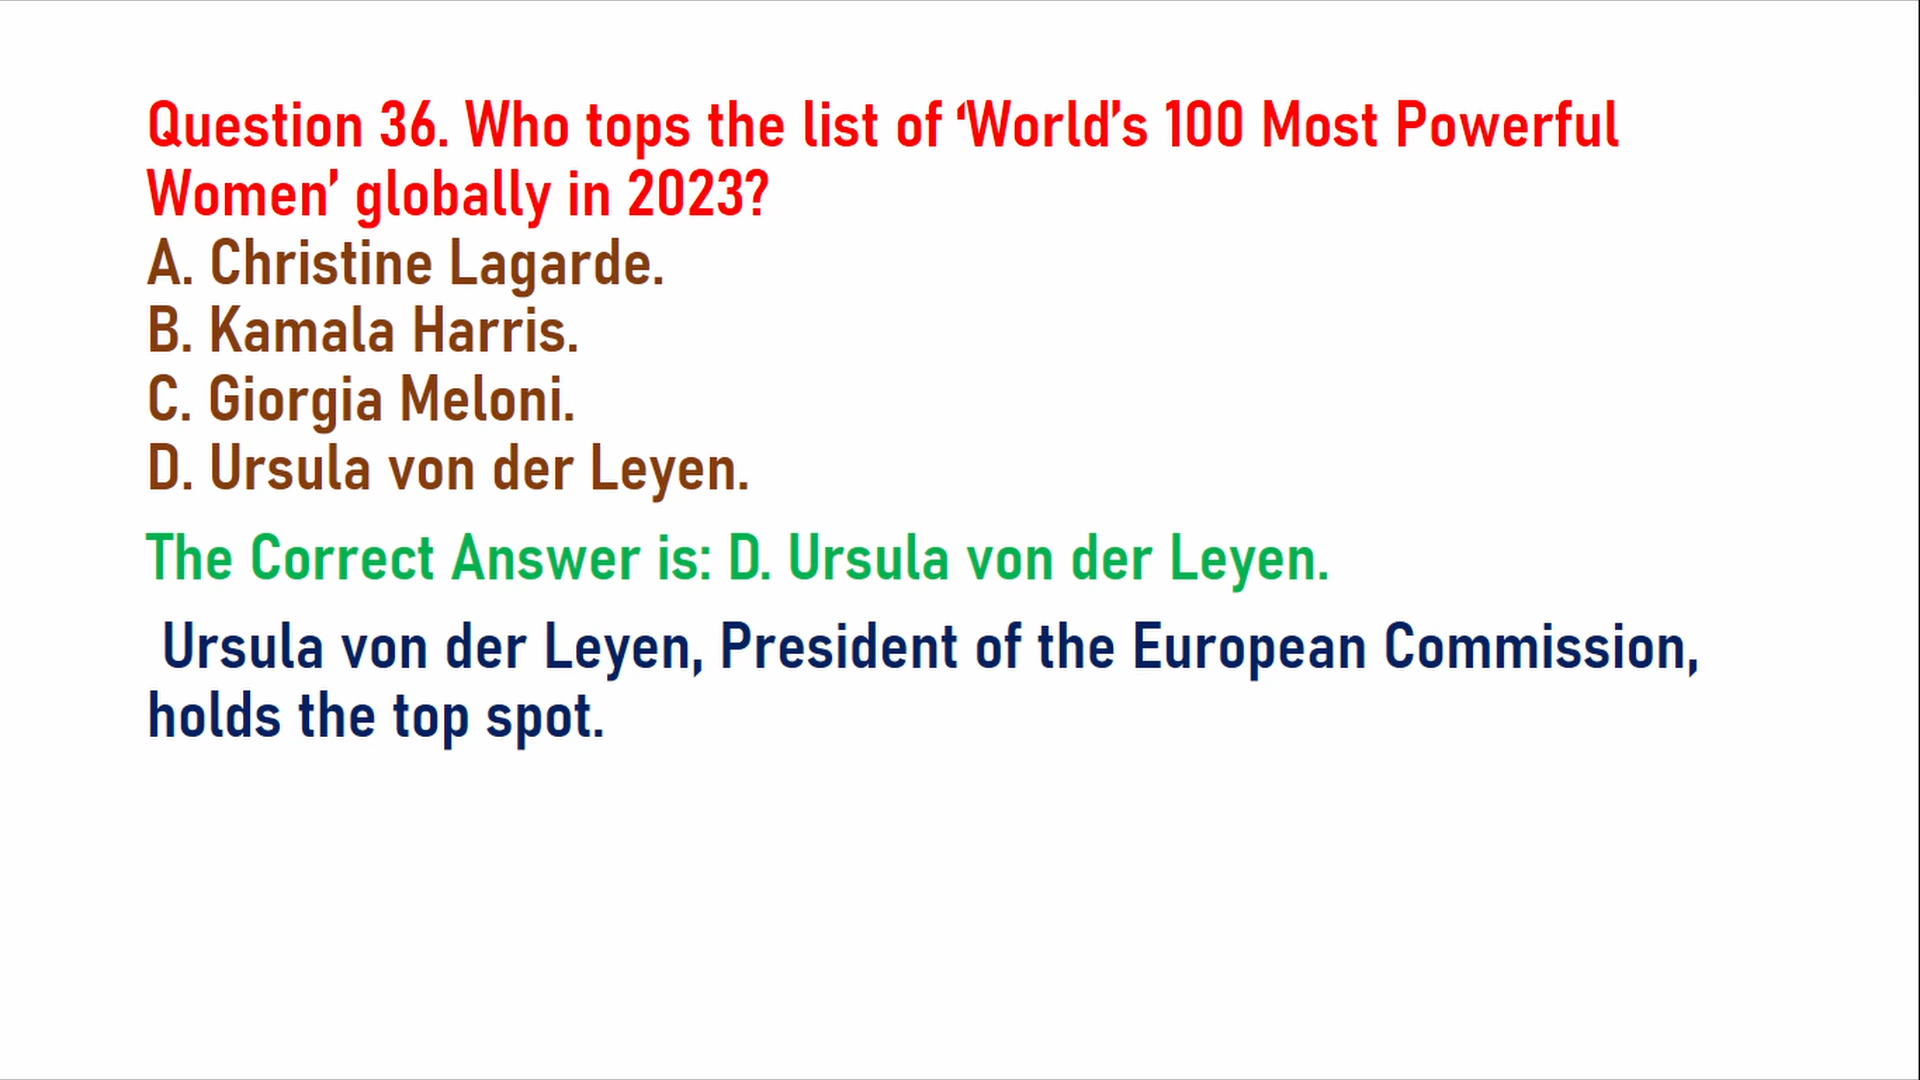 Question 36. Who tops the list of ‘World’s 100 Most Powerful
Women’ globally in 2023?
A. Christine Lagarde.
B. Kamala Harris.
C. Giorgia Meloni.
D. Ursula von der Leyen.
The Correct Answer is: D. Ursula von der Leyen.
Ursula von der Leyen, President of the European Commission,
holds the top spot.